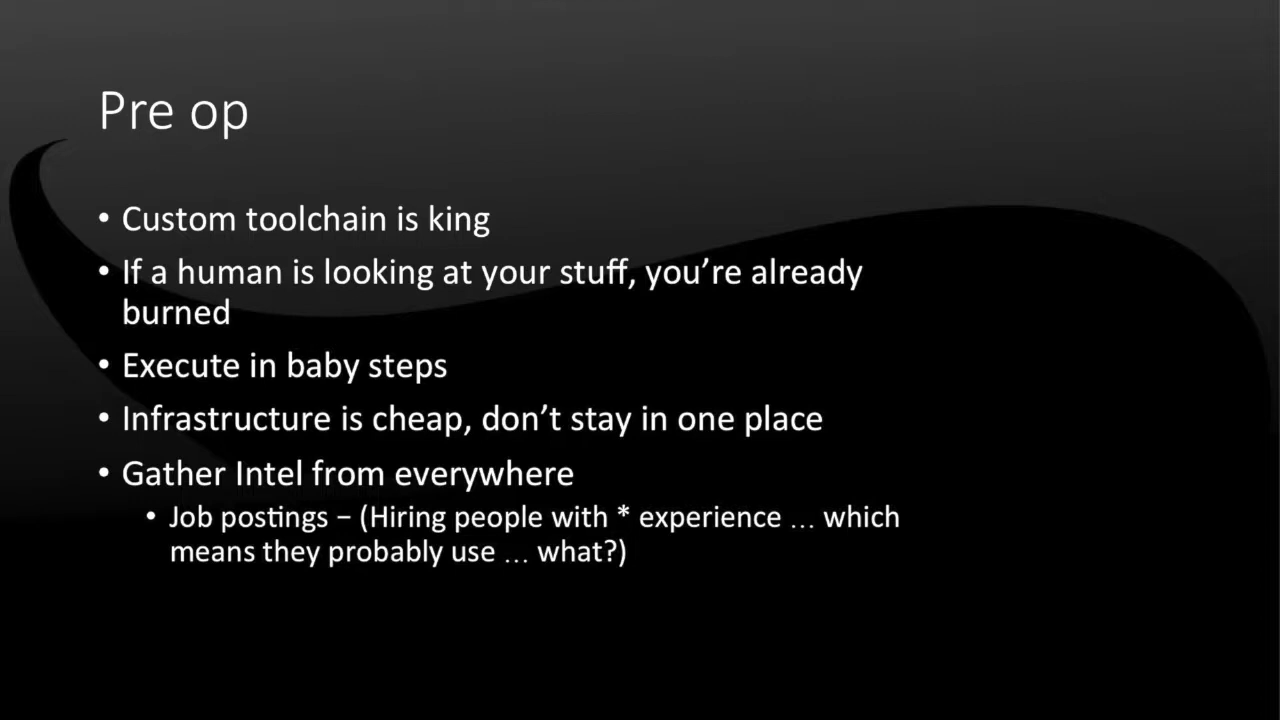 Pre op
• Custom toolchain is king
• If a human is looking at your stuff, you’re already
burned
• Execute in baby steps
• Infrastructure is cheap, don’t stay in one place
• Gather Intel from everywhere
• Job postings – (Hiring people with * experience … which
means they probably use … what?)